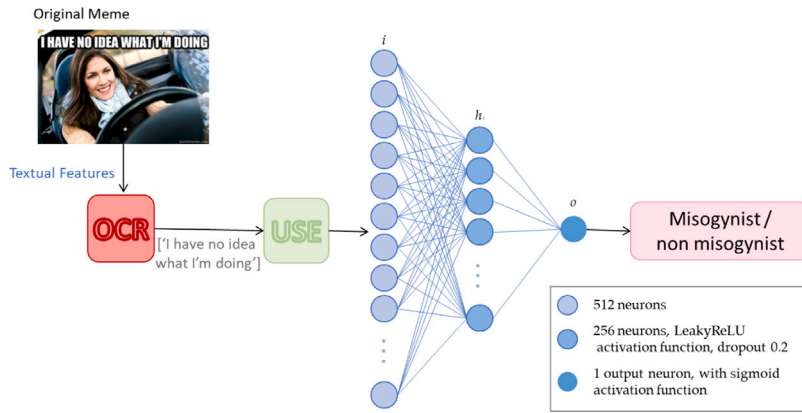 Original Meme
I HAVE NO IDEA WHAT I'M DOING
Textual Features
OCR
['I have no idea
what I'm doing']
USE
i
h
o
Misogynist /
non misogynist
512 neurons
256 neurons, LeakyReLU
activation function, dropout 0.2
1 output neuron, with sigmoid
activation function